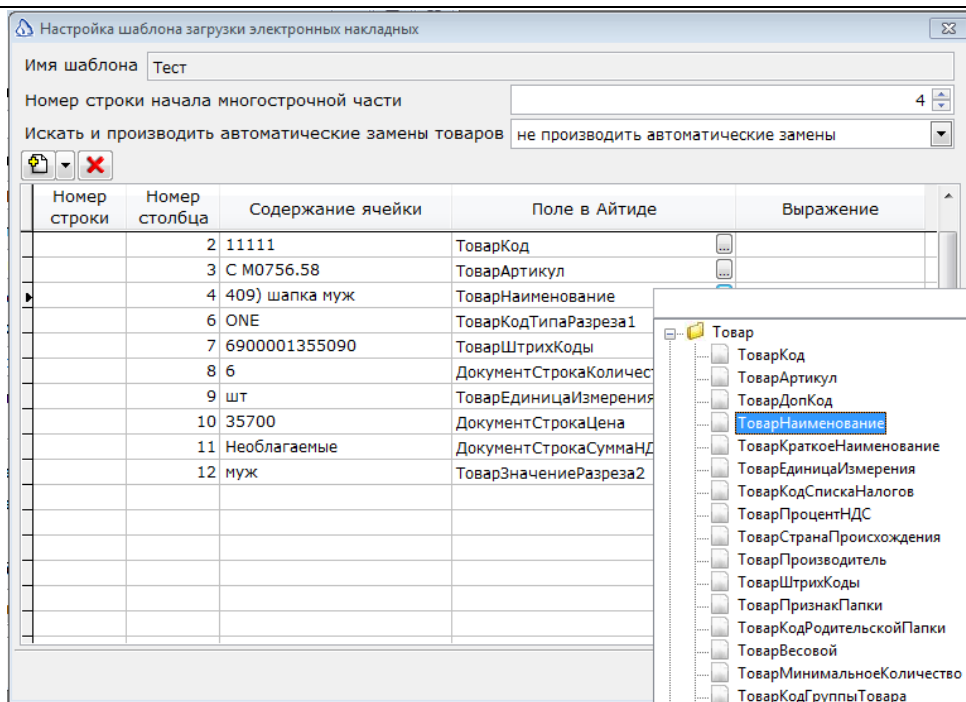 Настройка шаблона загрузки электронных накладных
Имя шаблона Тест
Номер строки начала многострочной части 4
Искать и производить автоматические замены товаров не производить автоматические замены
Номер строки Номер столбца Содержание ячейки Поле в Айтиде Выражение
2 11111 ТоварКод ...
3 С М0756.58 ТоварАртикул ...
4 409) шапка муж ТоварНаименование
6 ONE ТоварКодТипаРазреза1
7 6900001355090 ТоварШтрихКоды
8 6 ДокументСтрокаКоличес
9 шт ТоварЕдиницаИзмерения
10 35700 ДокументСтрокаЦена
11 Необлагаемые ДокументСтрокаСуммаНД
12 муж ТоварЗначениеРазреза2
Товар
ТоварКод
ТоварАртикул
ТоварДопКод
ТоварНаименование
ТоварКраткоеНаименование
ТоварЕдиницаИзмерения
ТоварКодСпискаНалогов
ТоварПроцентНДС
ТоварСтранаПроисхождения
ТоварПроизводитель
ТоварШтрихКоды
ТоварПризнакПапки
ТоварКодРодительскойПапки
ТоварВесовой
ТоварМинимальноеКоличество
ТоварКодГруппыТовара